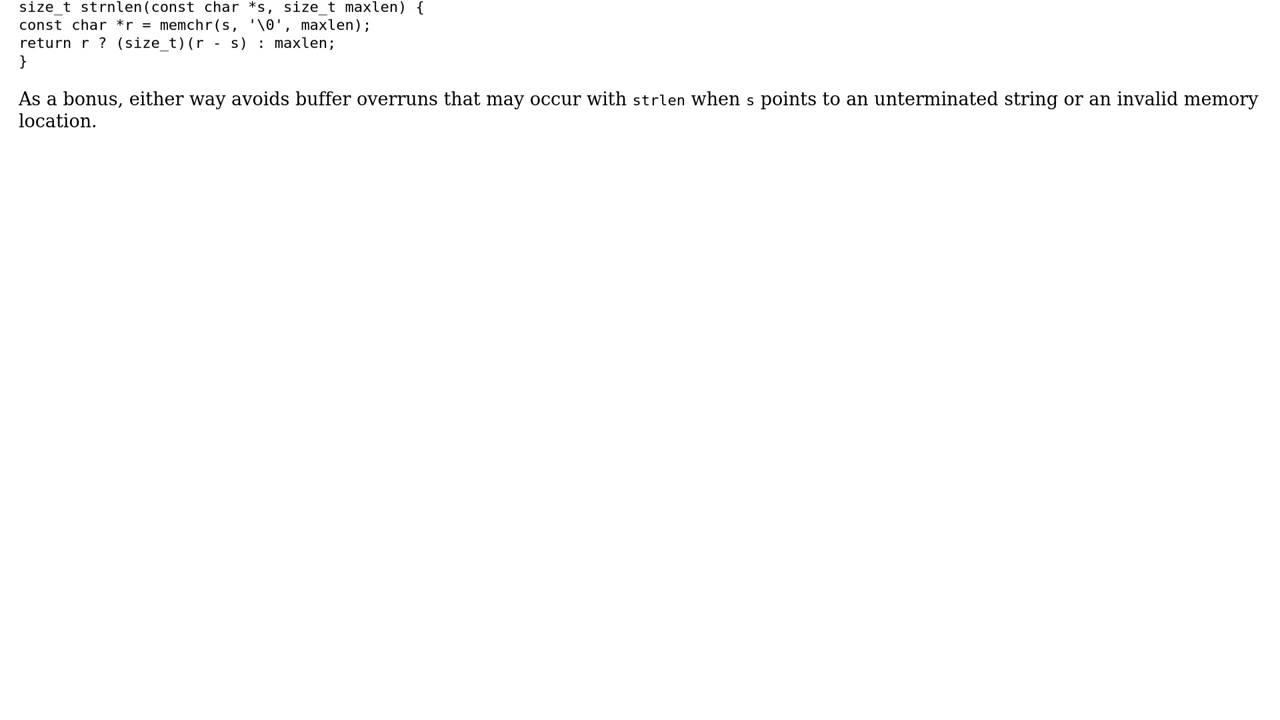 size_t strnlen(const char *s, size_t maxlen) {
const char *r = memchr(s, '\0', maxlen);
return r ? (size_t)(r - s) : maxlen;
}
As a bonus, either way avoids buffer overruns that may occur with strlen when s points to an unterminated string or an invalid memory
location.